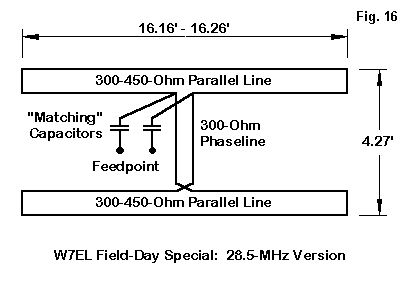 Fig. 16
16.16' - 16.26'
300-450-Ohm Parallel Line
"Matching"
Capacitors
300-Ohm
Phaseline
4.27'
Feedpoint
300-450-Ohm Parallel Line
W7EL Field-Day Special: 28.5-MHz Version